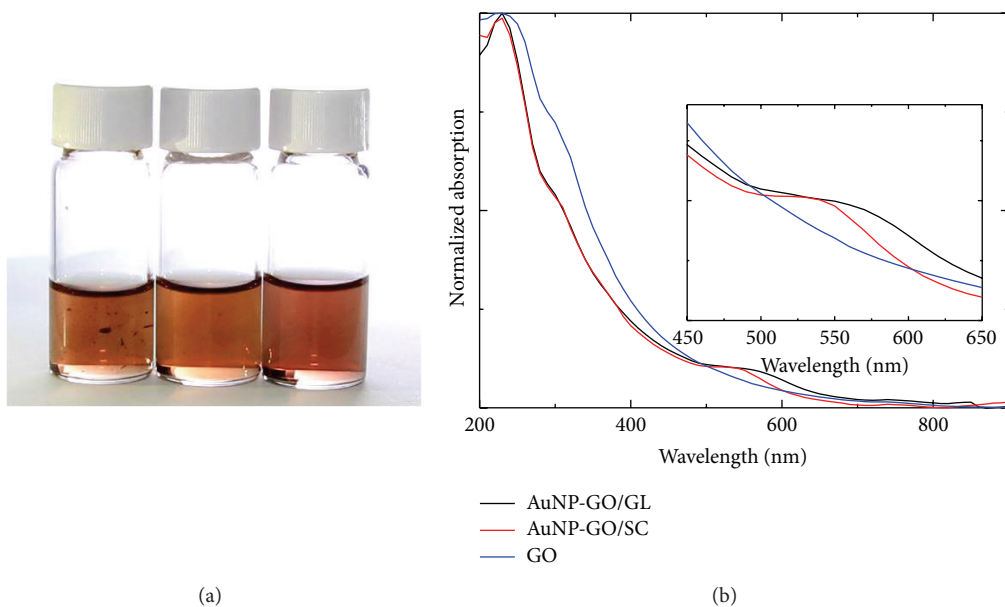 Normalized absorption
450 500 550 600 650
Wavelength (nm)
200 400 600 800
Wavelength (nm)
AuNP-GO/GL
AuNP-GO/SC
GO
(a)
(b)